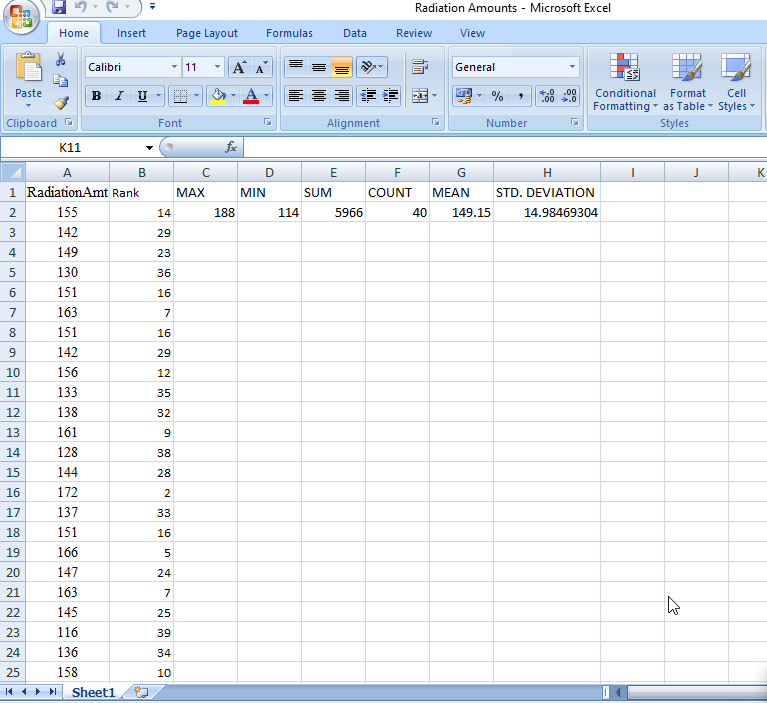 Radiation Amounts - Microsoft Excel
Home Insert Page Layout Formulas Data Review View
Calibri 11 A A General
Paste B I U A % , Conditional Format Cell
Formatting as Table Styles
Clipboard Font Alignment Number Styles
K11 fx
A B C D E F G H I J K
1 RadiationAmt Rank MAX MIN SUM COUNT MEAN STD. DEVIATION
2 155 14 188 114 5966 40 149.15 14.98469304
3 142 29
4 149 23
5 130 36
6 151 16
7 163 7
8 151 16
9 142 29
10 156 12
11 133 35
12 138 32
13 161 9
14 128 38
15 144 28
16 172 2
17 137 33
18 151 16
19 166 5
20 147 24
21 163 7
22 145 25
23 116 39
24 136 34
25 158 10
Sheet1